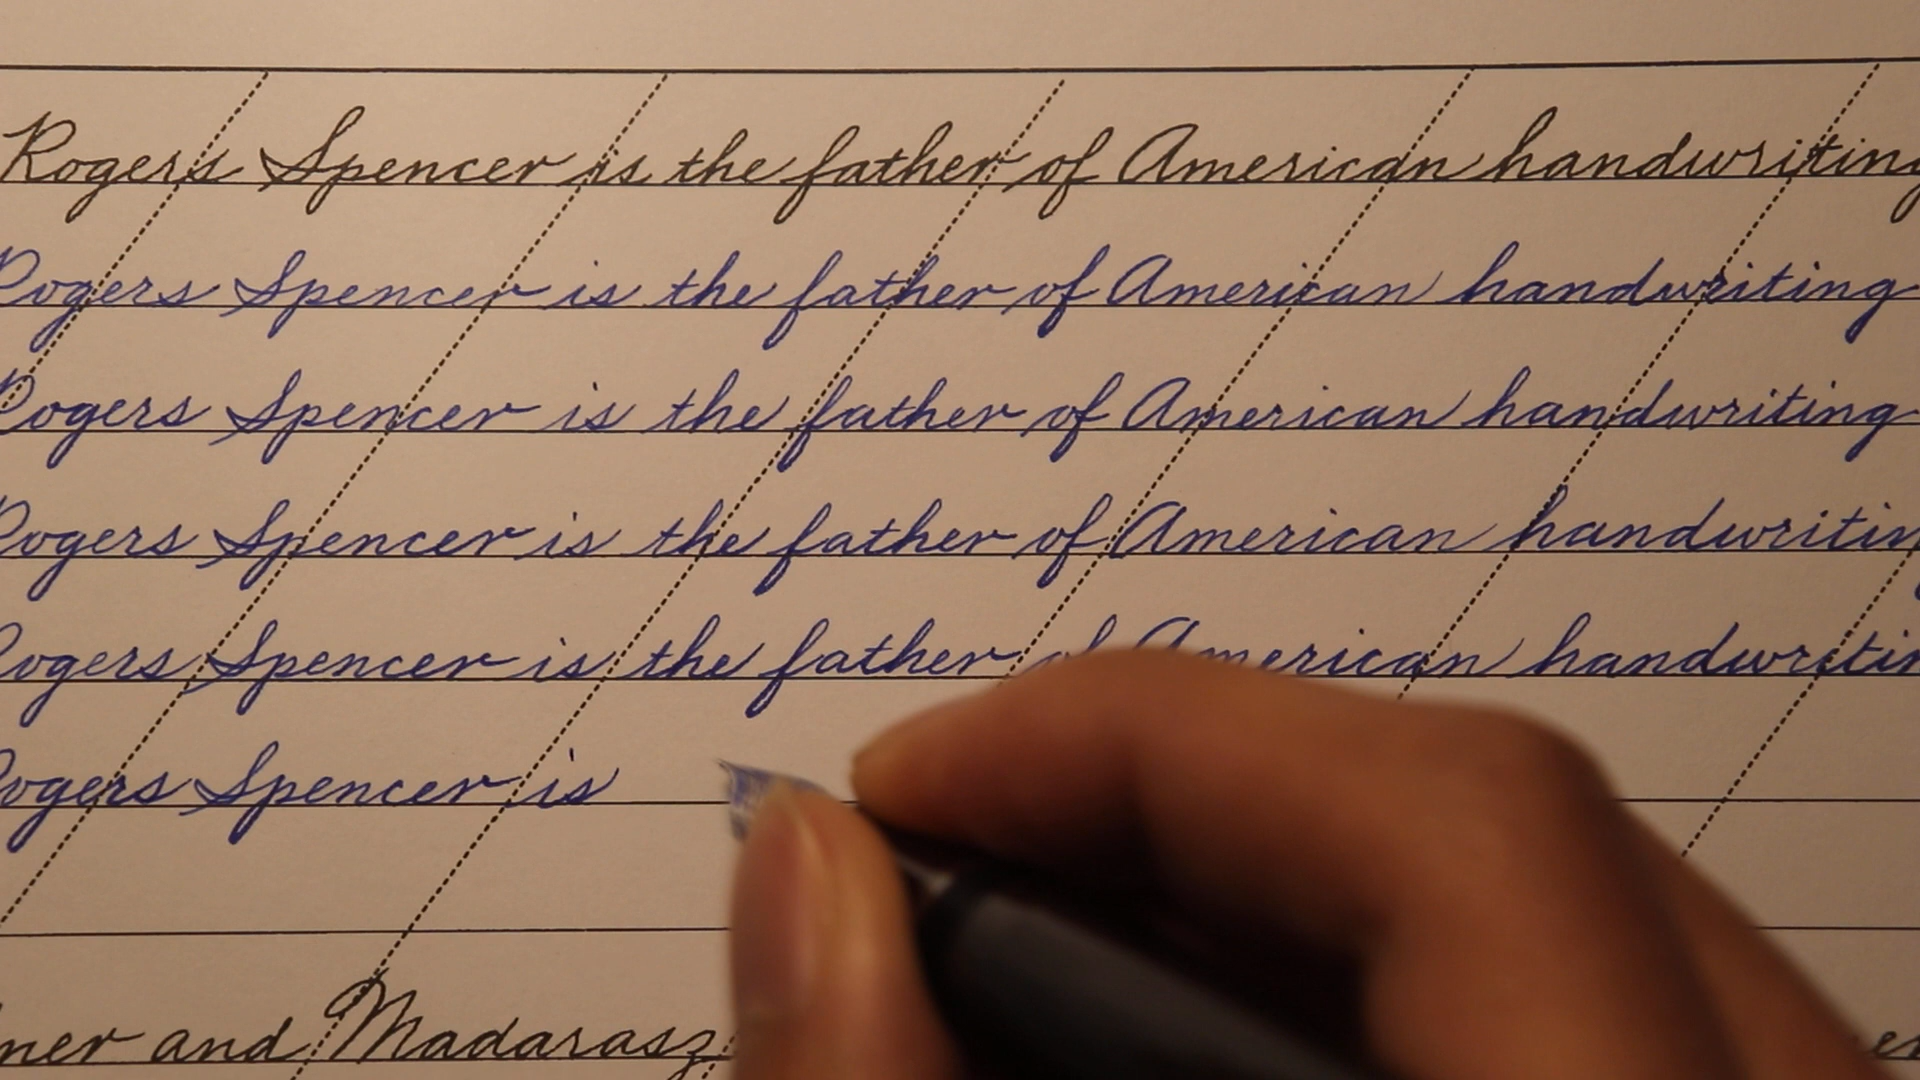 Rogers Spencer is the father of American handwriting
Rogers Spencer is the father of American handwriting
Rogers Spencer is the father of American handwriting
Rogers Spencer is the father of American handwritin
Rogers Spencer is the father of American handwritin
Rogers Spencer is
ner and Madarasz